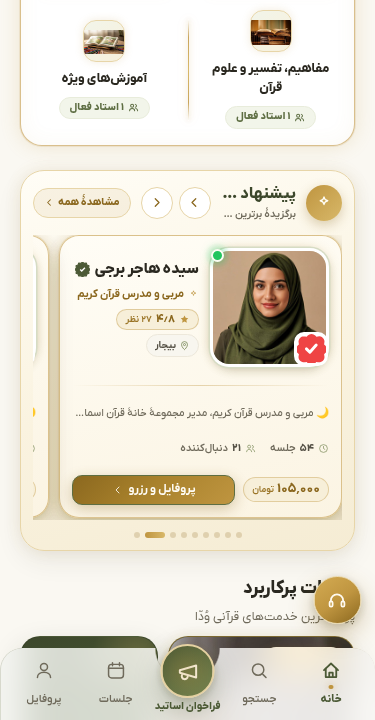 مفاهیم، تفسیر و علوم
قرآن
۱ استاد فعال
آموزش‌های ویژه
۱ استاد فعال
پیشنهاد ...
برگزیدهٔ برترین ...
مشاهدهٔ همه
سیده هاجر برجی
مربی و مدرس قرآن کریم
۴٫۸ ۲۷ نظر
بیجار
مربی و مدرس قرآن کریم، مدیر مجموعهٔ خانهٔ قرآن اسما...
۵۴ جلسه
۲۱ دنبال‌کننده
۱۰۵,۰۰۰ تومان
پروفایل و رزرو
پرکاربرد
خدمت‌های قرآنی وُدّا
خانه
جستجو
فراخوان اساتید
جلسات
پروفایل